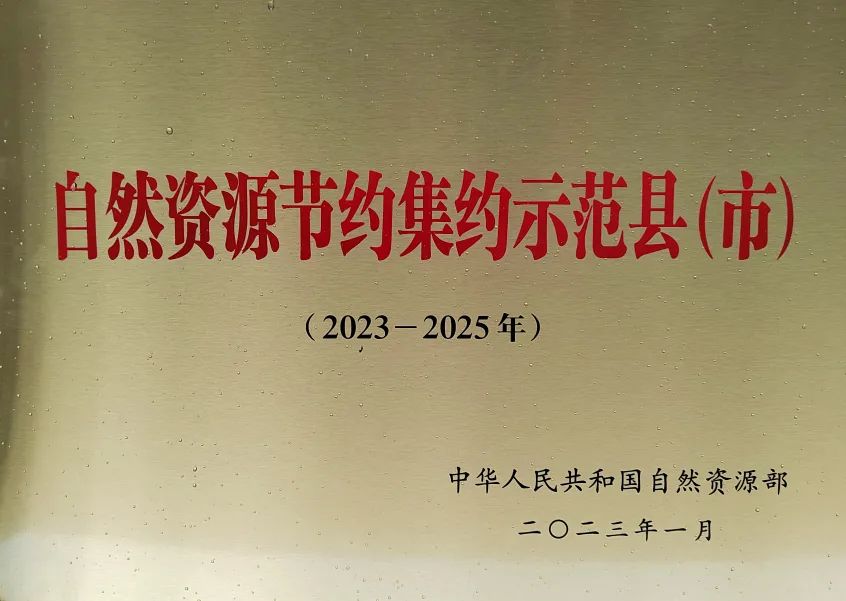 自然资源节约集约示范县(市)
(2023-2025年)
中华人民共和国自然资源部
二〇二三年一月